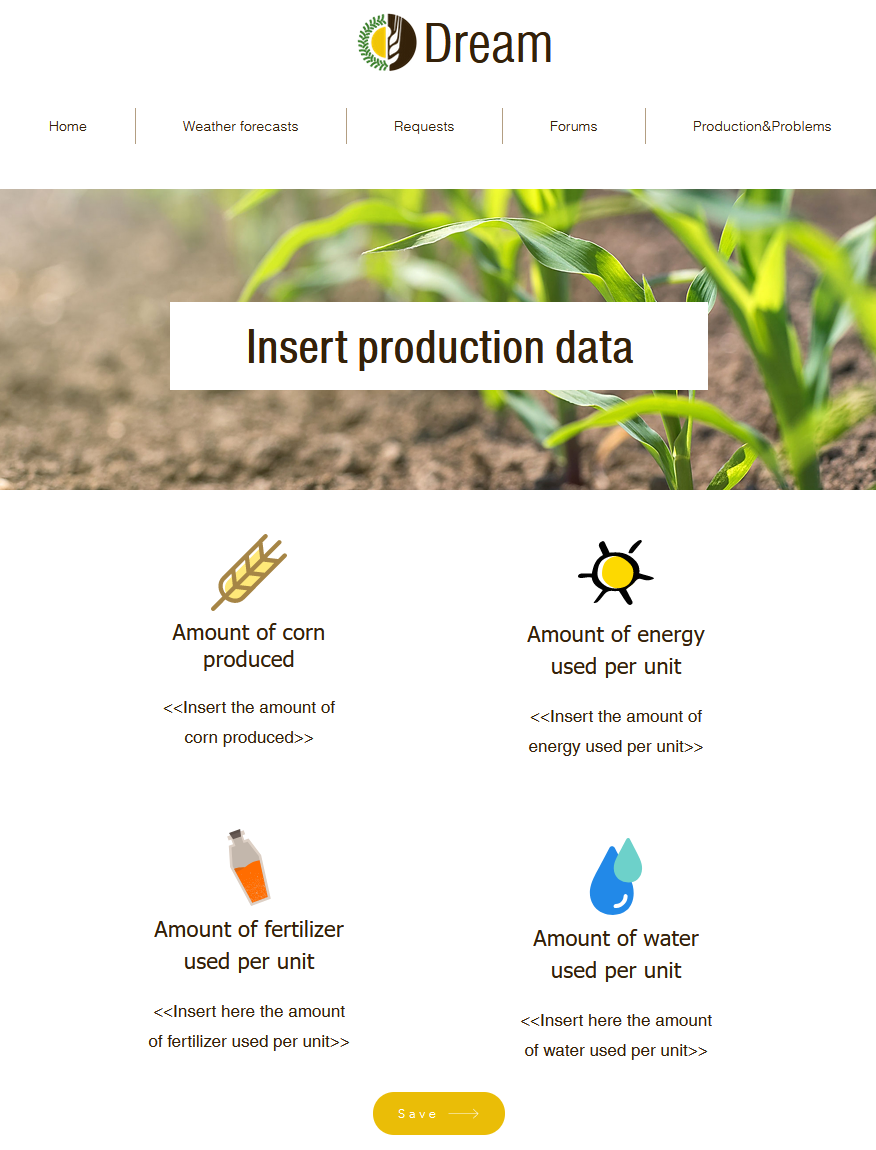 Dream
Home
Weather forecasts
Requests
Forums
Production&Problems
Insert production data
Amount of corn
produced
<<Insert the amount of
corn produced>>
Amount of energy
used per unit
<<Insert the amount of
energy used per unit>>
Amount of fertilizer
used per unit
<<Insert here the amount
of fertilizer used per unit>>
Amount of water
used per unit
<<Insert here the amount
of water used per unit>>
Save